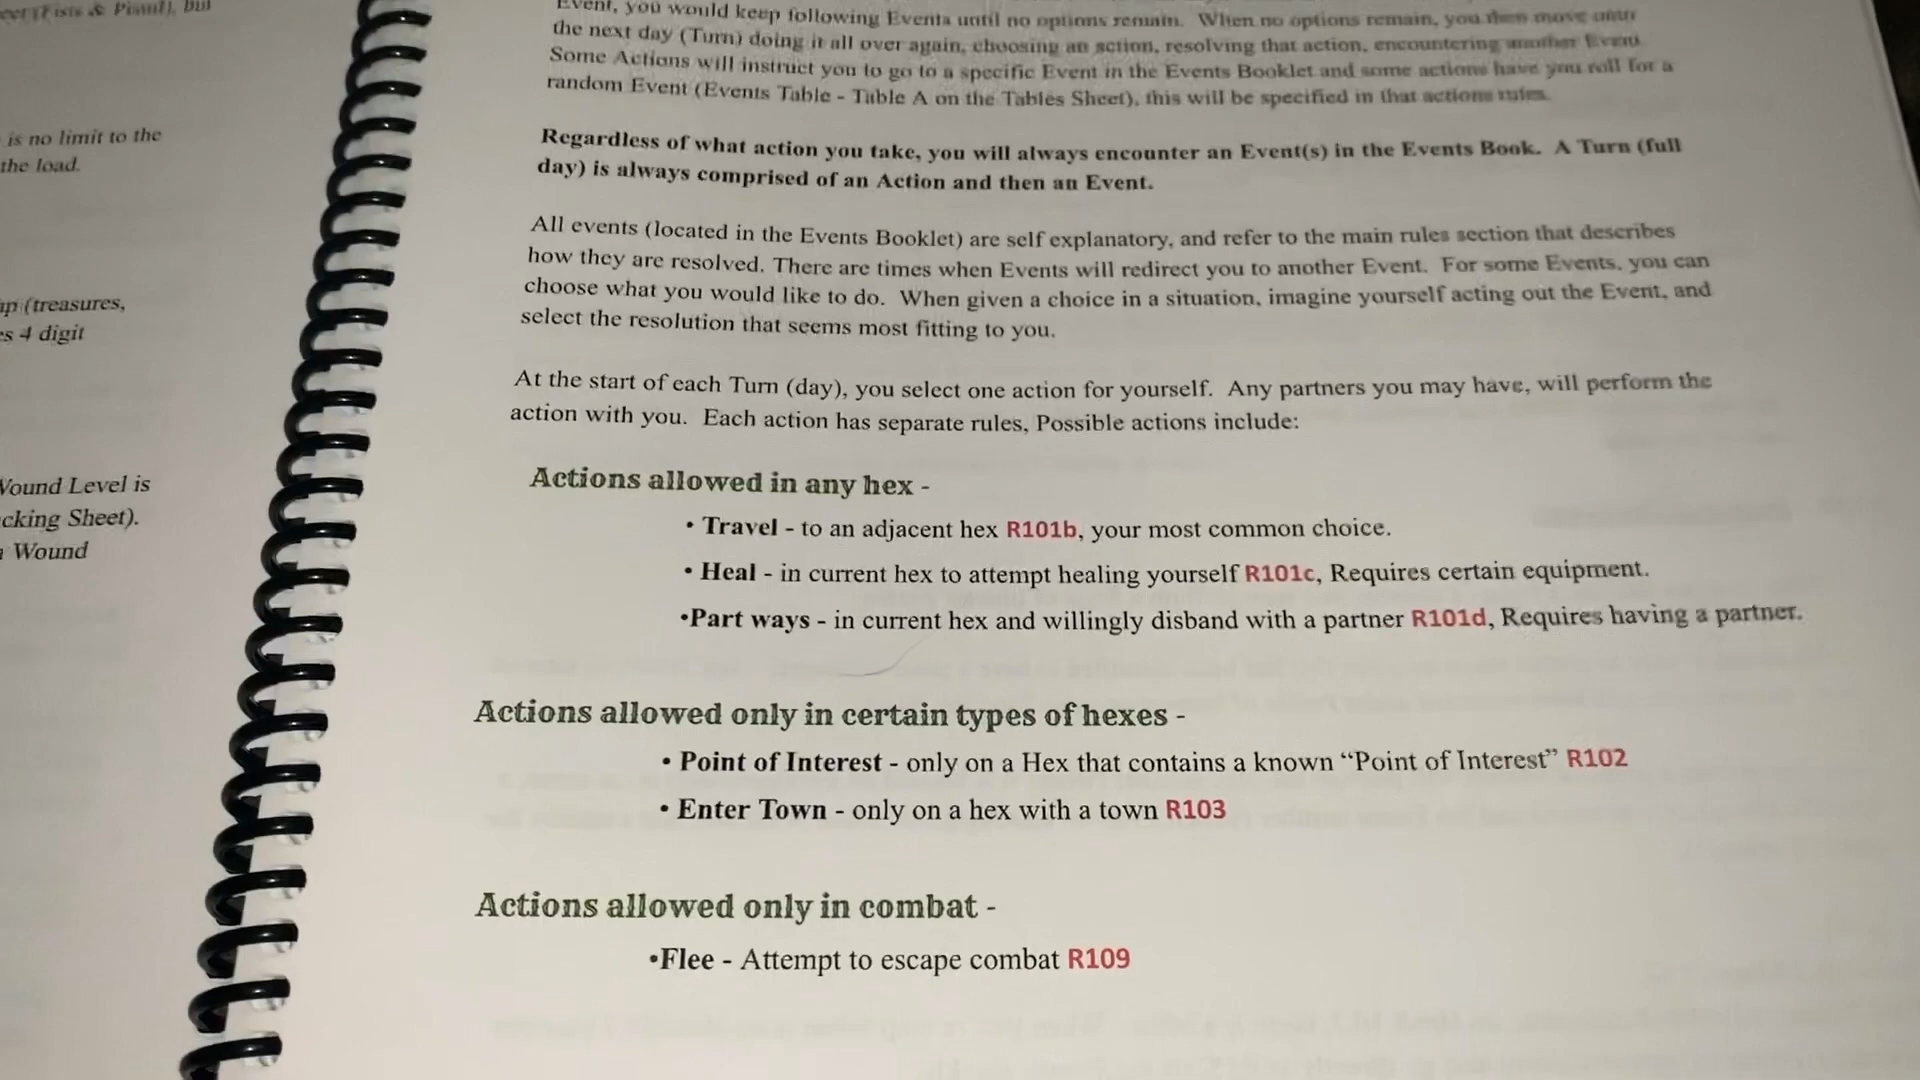 is no limit to the
the load.
(treasures,
4 digit
Wound Level is
Sheet).
Wound
Event, you would keep following Events until no options remain. When no options remain, you then move onto
the next day (Turn) doing it all over again, choosing an action, resolving that action, encountering another Event.
Some Actions will instruct you to go to a specific Event in the Events Booklet and some actions have you roll for a
random Event (Events Table - Table A on the Tables Sheet), this will be specified in that actions rules.
Regardless of what action you take, you will always encounter an Event(s) in the Events Book. A Turn (full
day) is always comprised of an Action and then an Event.
All events (located in the Events Booklet) are self explanatory, and refer to the main rules section that describes
how they are resolved. There are times when Events will redirect you to another Event. For some Events, you can
choose what you would like to do. When given a choice in a situation, imagine yourself acting out the Event, and
select the resolution that seems most fitting to you.
At the start of each Turn (day), you select one action for yourself. Any partners you may have, will perform the
action with you. Each action has separate rules, Possible actions include:
Actions allowed in any hex -
• Travel - to an adjacent hex R101b, your most common choice.
• Heal - in current hex to attempt healing yourself R101c, Requires certain equipment.
•Part ways - in current hex and willingly disband with a partner R101d, Requires having a partner.
Actions allowed only in certain types of hexes -
• Point of Interest - only on a Hex that contains a known “Point of Interest” R102
• Enter Town - only on a hex with a town R103
Actions allowed only in combat -
•Flee - Attempt to escape combat R109